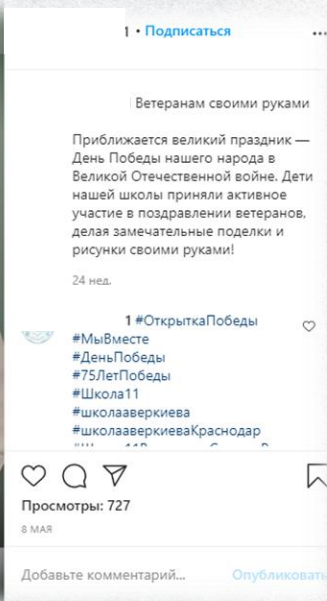 1 • Подписаться
Ветеранам своими руками
Приближается великий праздник —
День Победы нашего народа в
Великой Отечественной войне. Дети
нашей школы приняли активное
участие в поздравлении ветеранов,
делая замечательные поделки и
рисунки своими руками!
24 нед.
1 #ОткрыткаПобеды
#МыВместе
#ДеньПобеды
#75ЛетПобеды
#Школа11
#школааверкиева
#школааверкиеваКраснодар
Просмотры: 727
8 МАЯ
Добавьте комментарий...
Опубликовать